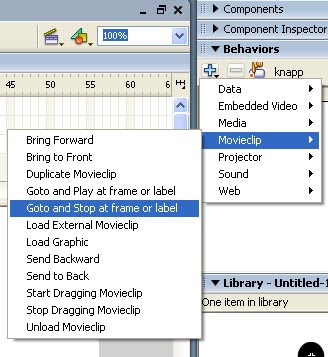 Components
Component Inspector
Behaviors
100%
knapp
45 50 55 60 6
Data
Embedded Video
Media
Movieclip
Projector
Sound
Web
Bring Forward
Bring to Front
Duplicate Movieclip
Goto and Play at frame or label
Goto and Stop at frame or label
Load External Movieclip
Load Graphic
Send Backward
Send to Back
Start Dragging Movieclip
Stop Dragging Movieclip
Unload Movieclip
Library - Untitled-1
One item in library